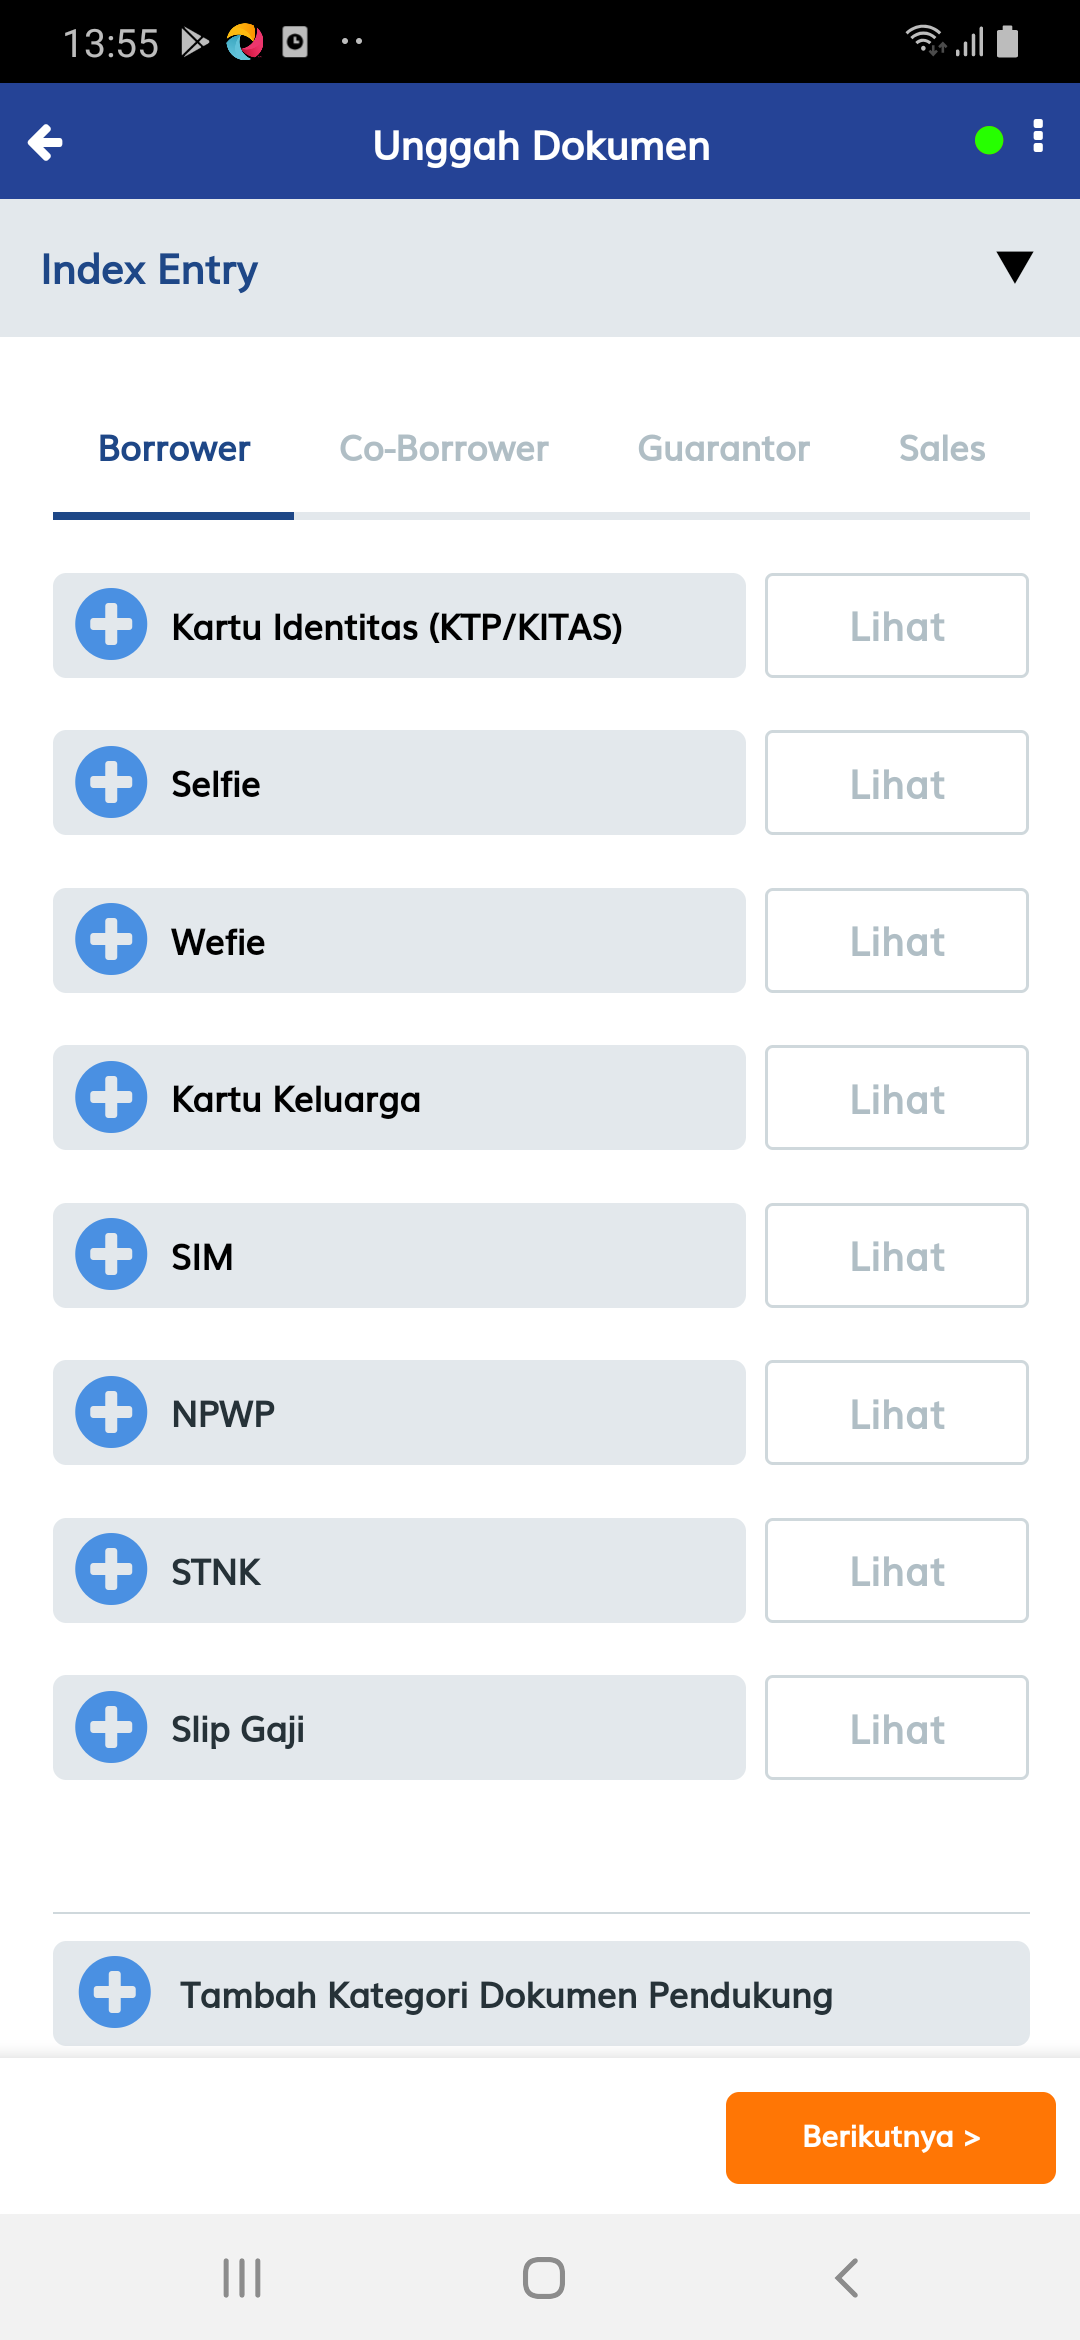 13:55
Unggah Dokumen
Index Entry
Borrower Co-Borrower Guarantor Sales
Kartu Identitas (KTP/KITAS) Lihat
Selfie Lihat
Wefie Lihat
Kartu Keluarga Lihat
SIM Lihat
NPWP Lihat
STNK Lihat
Slip Gaji Lihat
Tambah Kategori Dokumen Pendukung
Berikutnya >